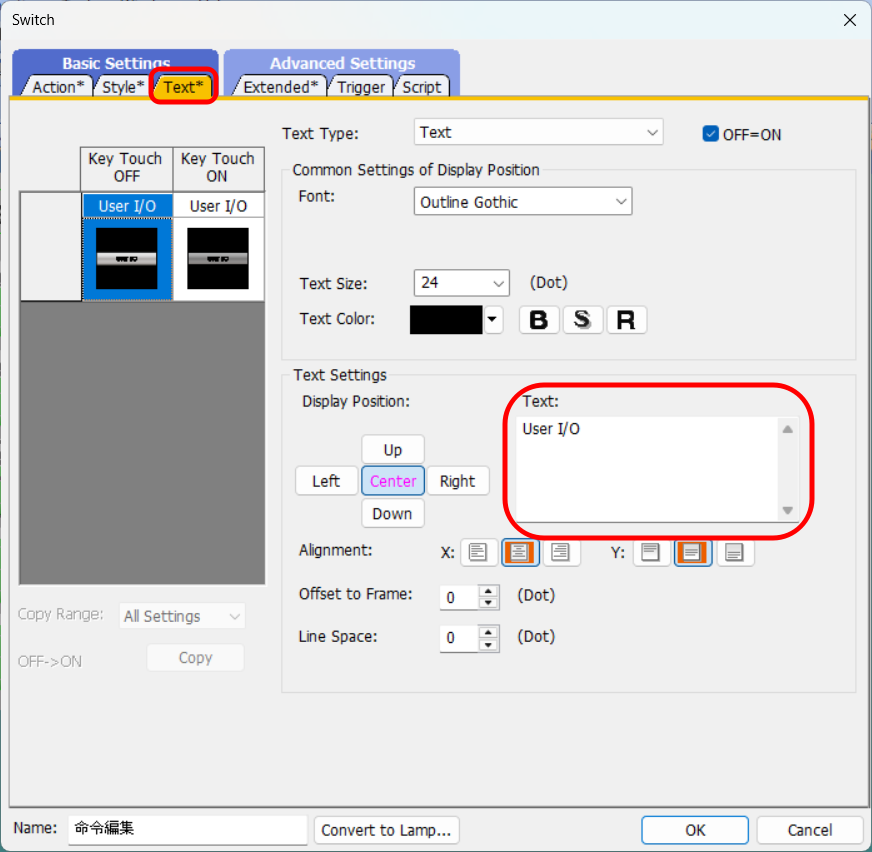 Switch
Basic Settings
Advanced Settings
Action*
Style*
Text*
Extended*
Trigger
Script
Text Type:
Text
OFF=ON
Key Touch OFF
Key Touch ON
User I/O
User I/O
Common Settings of Display Position
Font:
Outline Gothic
Text Size:
24
(Dot)
Text Color:
B
S
R
Text Settings
Display Position:
Text:
User I/O
Up
Left
Center
Right
Down
Alignment:
X:
Y:
Offset to Frame:
0
(Dot)
Line Space:
0
(Dot)
Copy Range:
All Settings
OFF->ON
Copy
Name:
命令編集
Convert to Lamp...
OK
Cancel